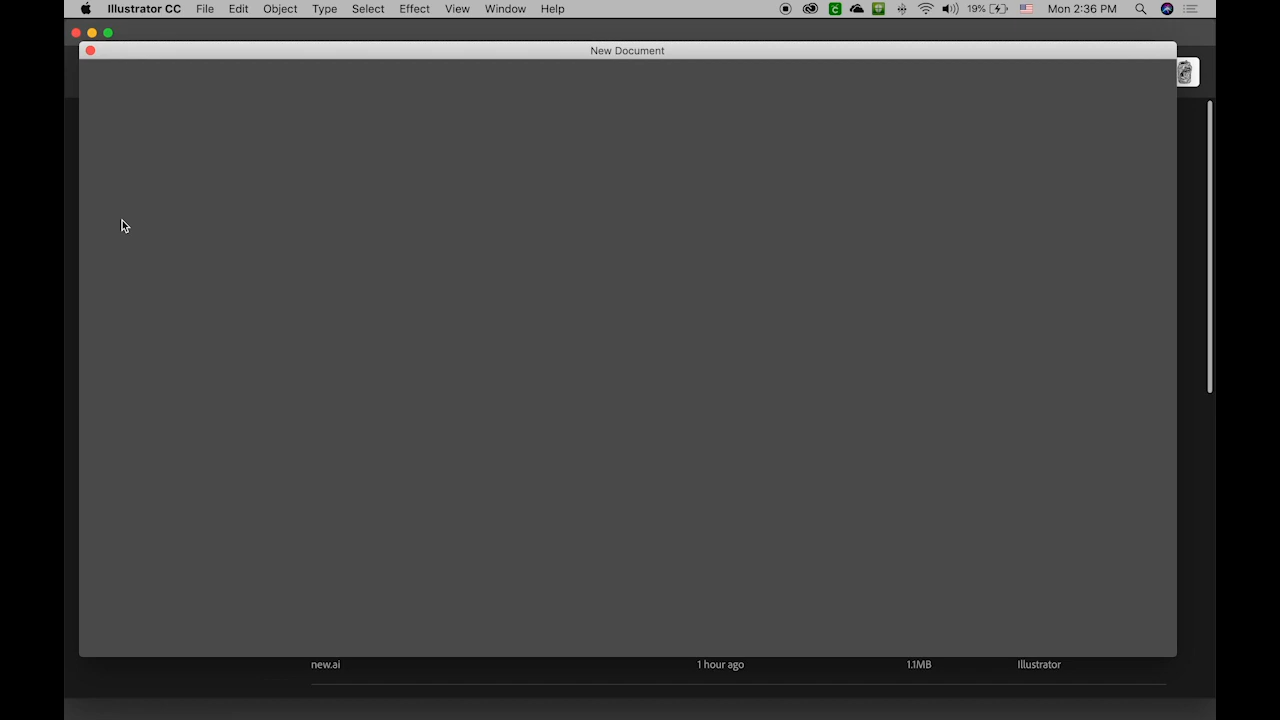 Illustrator CC File Edit Object Type Select Effect View Window Help 19% Mon 2:36 PM
New Document
new.ai 1 hour ago 1.1MB Illustrator